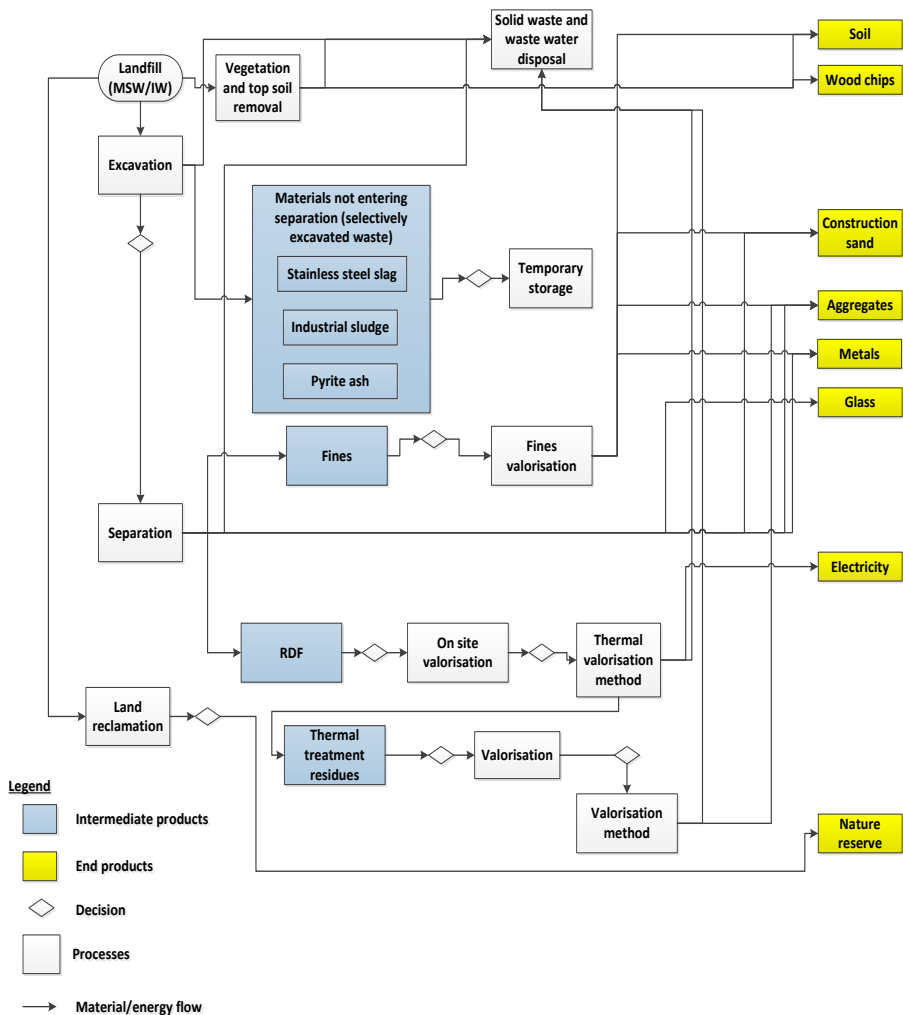 Solid waste and
waste water
disposal
Soil
Landfill
(MSW/IW)
Vegetation
and top soil
removal
Wood chips
Excavation
Materials not entering
separation (selectively
excavated waste)
Stainless steel slag
Industrial sludge
Pyrite ash
Temporary
storage
Construction
sand
Aggregates
Metals
Glass
Fines
Fines
valorisation
Separation
Electricity
RDF
On site
valorisation
Thermal
valorisation
method
Land
reclamation
Thermal
treatment
residues
Valorisation
Valorisation
method
Nature
reserve
Legend
Intermediate products
End products
Decision
Processes
Material/energy flow